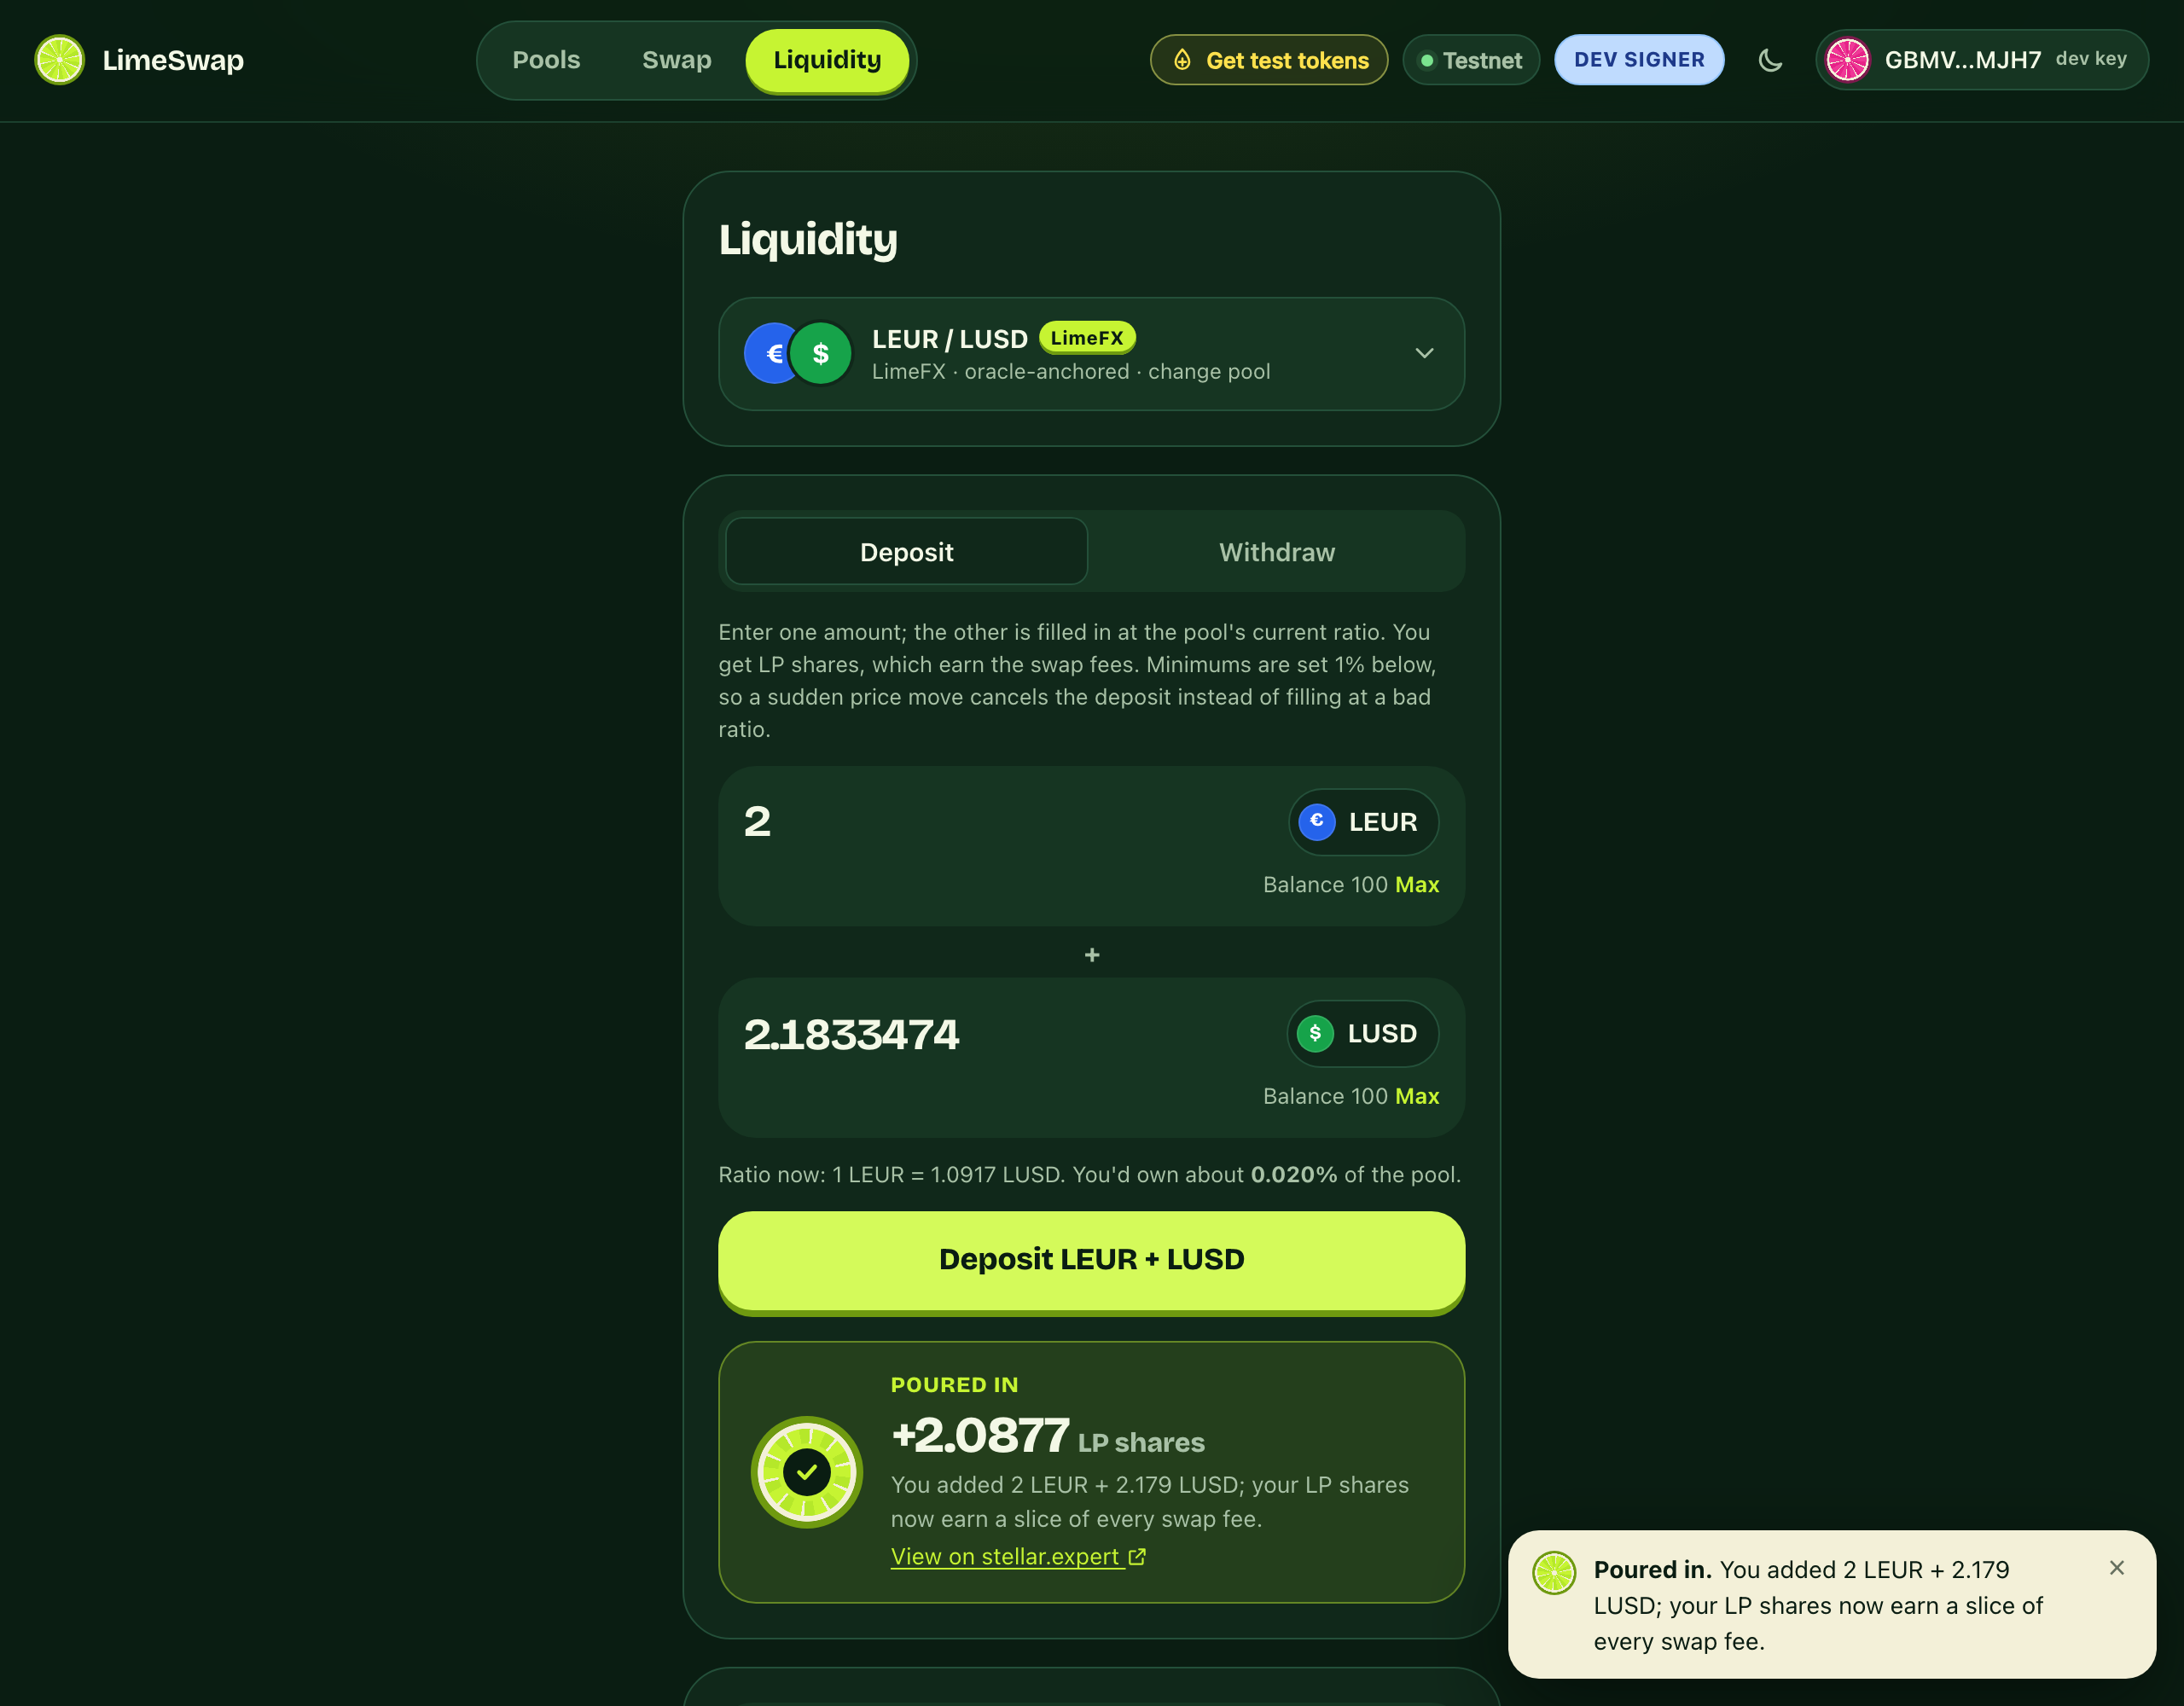 LimeSwap
Pools
Swap
Liquidity
Get test tokens
Testnet
DEV SIGNER
GBMV...MJH7 dev key
Liquidity
€ $
LEUR / LUSD LimeFX
LimeFX · oracle-anchored · change pool
Deposit
Withdraw
Enter one amount; the other is filled in at the pool's current ratio. You
get LP shares, which earn the swap fees. Minimums are set 1% below,
so a sudden price move cancels the deposit instead of filling at a bad
ratio.
2
€ LEUR
Balance 100 Max
+
2.1833474
$ LUSD
Balance 100 Max
Ratio now: 1 LEUR = 1.0917 LUSD. You'd own about 0.020% of the pool.
Deposit LEUR + LUSD
POURED IN
+2.0877 LP shares
You added 2 LEUR + 2.179 LUSD; your LP shares
now earn a slice of every swap fee.
View on stellar.expert
Poured in. You added 2 LEUR + 2.179
LUSD; your LP shares now earn a slice of
every swap fee.